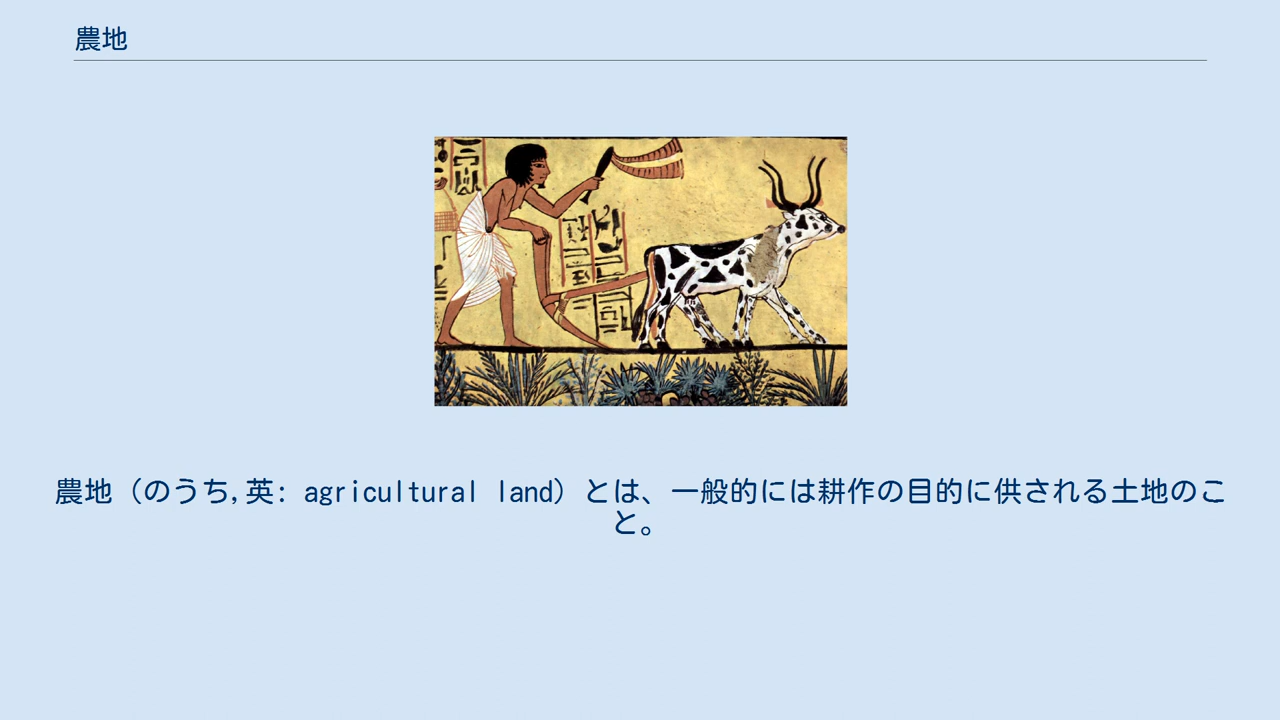 農地
農地（のうち,英: agricultural land）とは、一般的には耕作の目的に供される土地のこ
と。